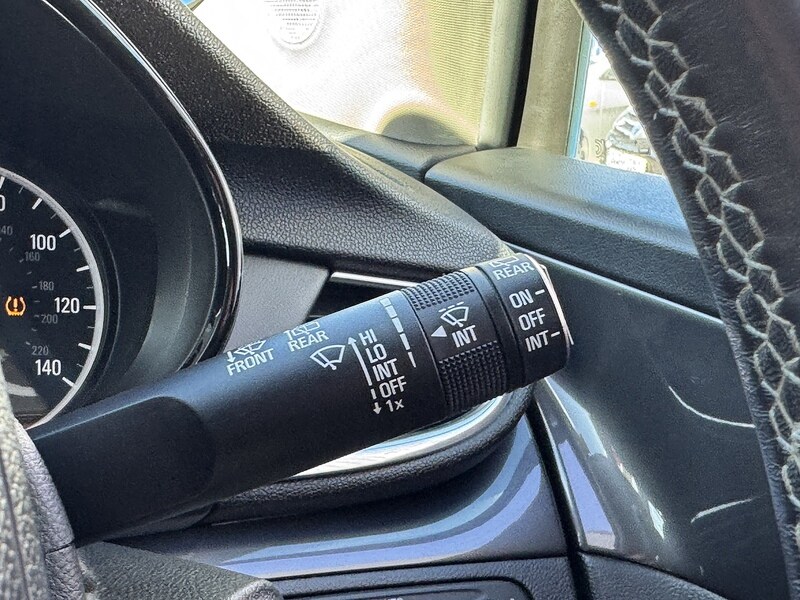 100
160
180
120
200
220
140
FRONT
REAR
HI
LO
INT
OFF
1x
INT
REAR
ON
OFF
INT